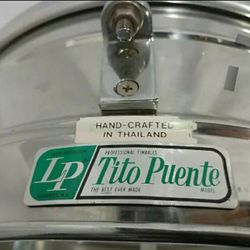 HAND-CRAFTED
IN THAILAND
LP
PROFESSIONAL TIMBALES
Tito Puente
THE BEST EVER MADE
MODEL